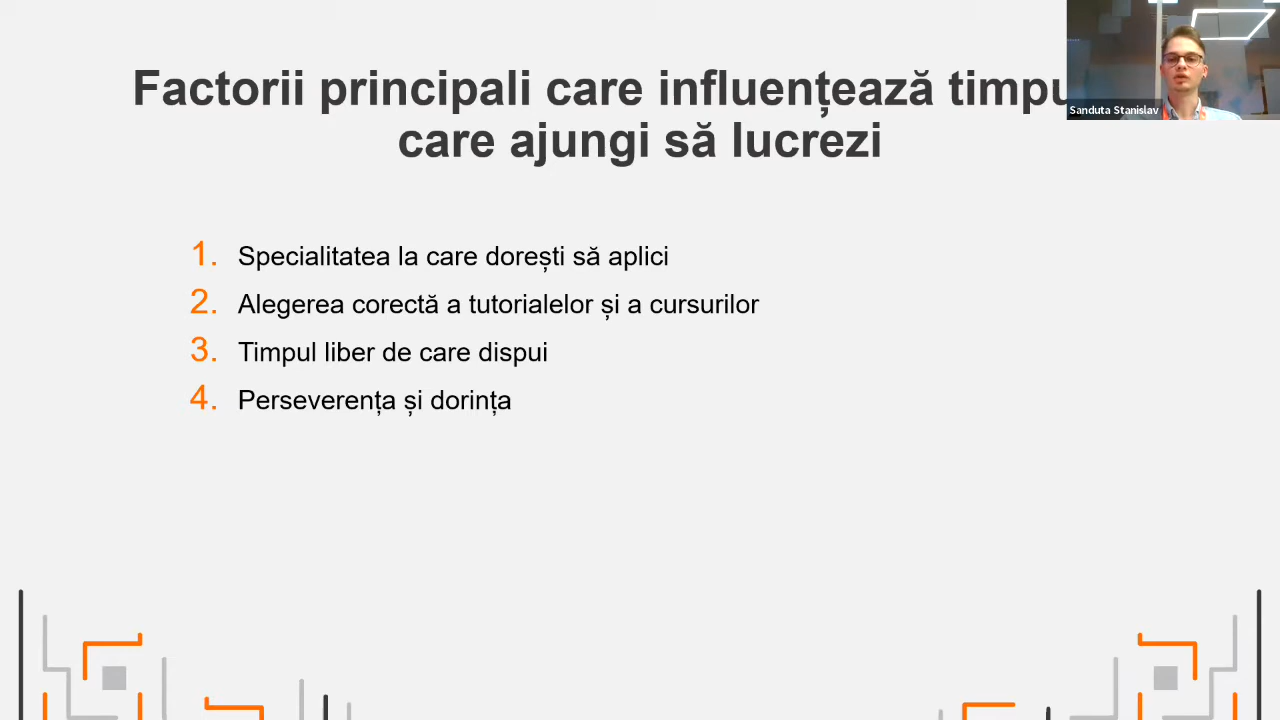 Factorii principali care influențează timpu
care ajungi să lucrezi
Sanduta Stanislav
1. Specialitatea la care dorești să aplici
2. Alegerea corectă a tutorialelor și a cursurilor
3. Timpul liber de care dispui
4. Perseverența și dorința